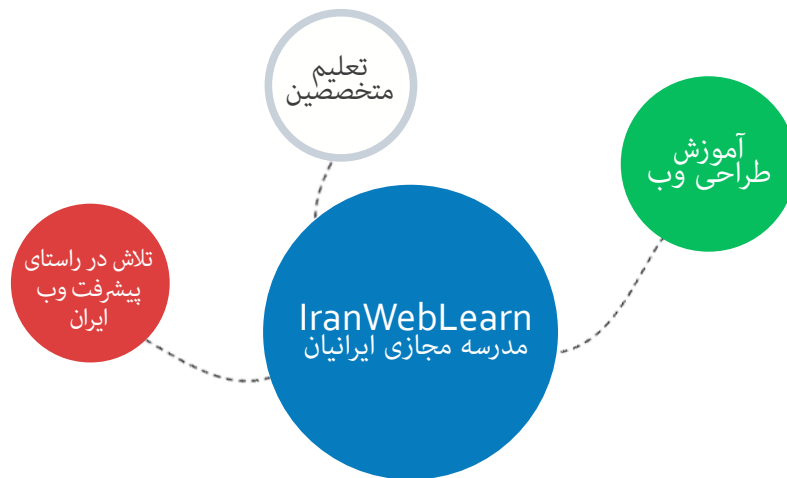 تعلیم
متخصصین
آموزش
طراحی وب
تلاش در راستای
پیشرفت وب
ایران
IranWebLearn
مدرسه مجازی ایرانیان